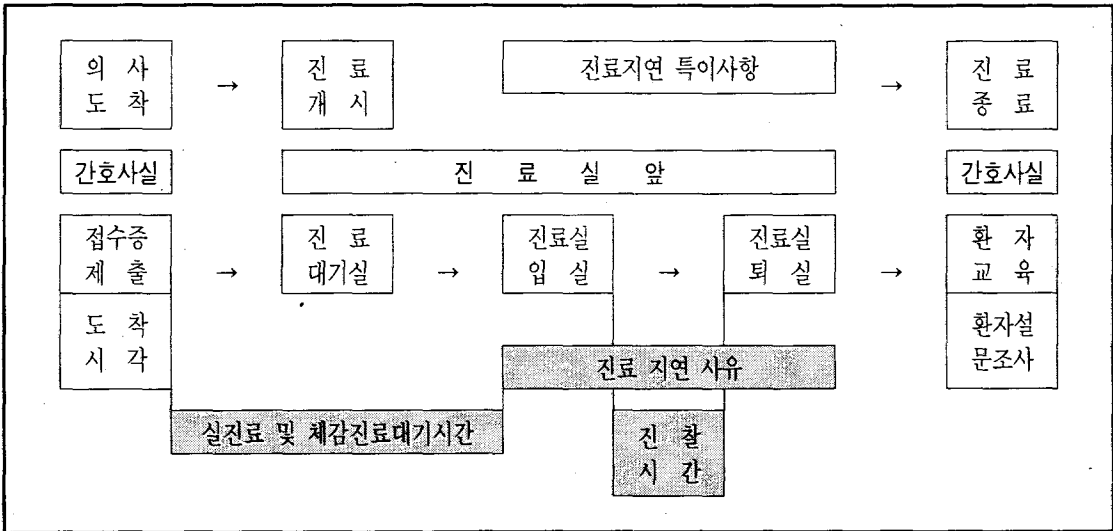 의 사 진 료 진료지연 특이사항 진 료
도 착 → 개 시 → 종 료
간호사실 진 료 실 앞 간호사실
접수증 진 료 진료실 진료실 환 자
제 출 → 대기실 → 입 실 → 퇴 실 → 교 육
도 착 환자설
시 각 문조사
진료 지연 사유
실진료 및 체감진료대기시간 진 찰
시 간